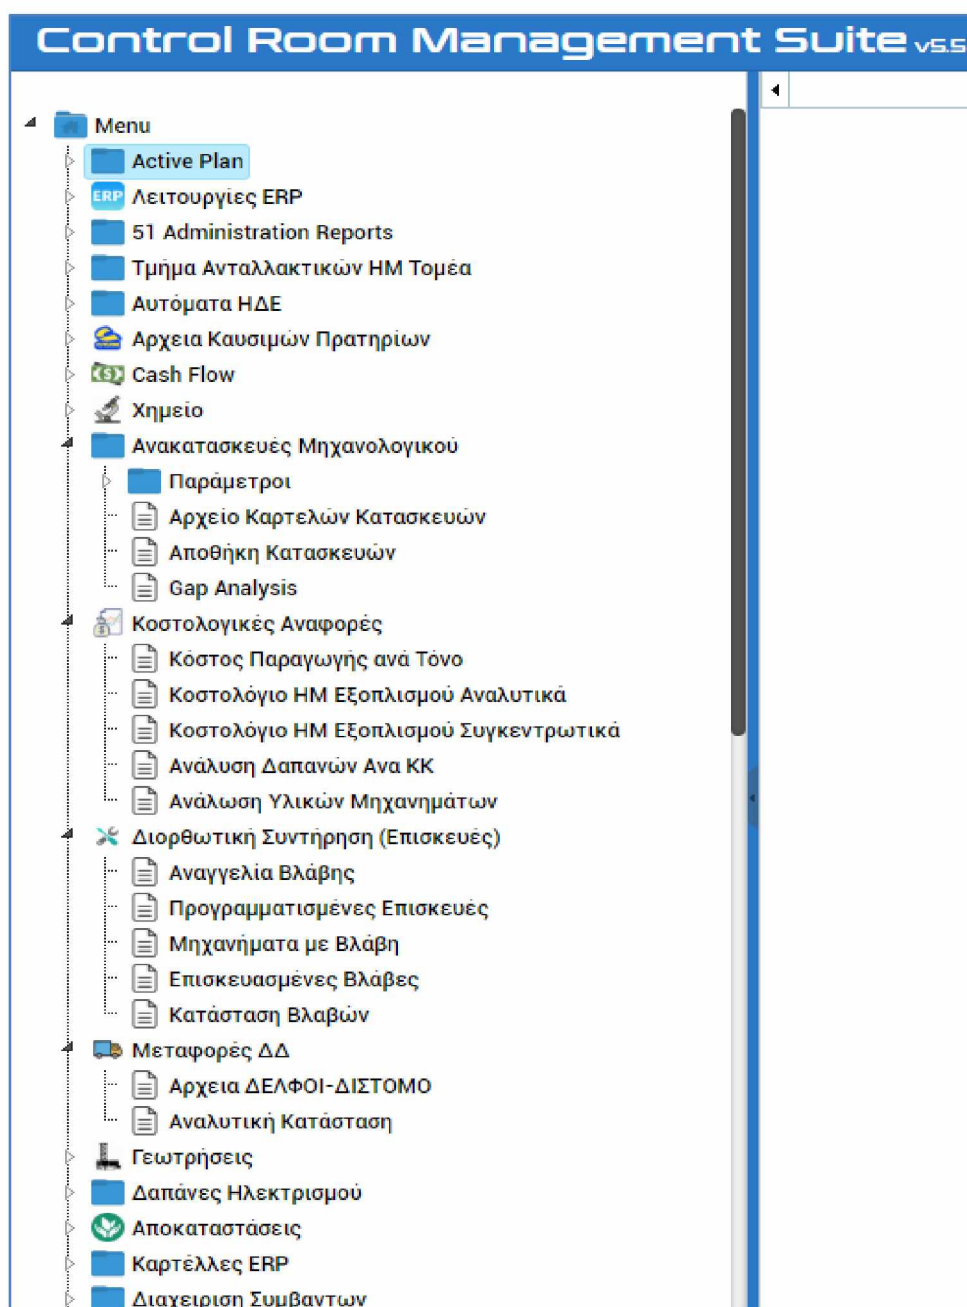 Control Room Management Suite v5.5
Menu
Active Plan
ERP Λειτουργίες ERP
51 Administration Reports
Τμήμα Ανταλλακτικών ΗΜ Τομέα
Αυτόματα ΗΔΕ
Αρχεια Καυσιμών Πρατηρίων
Cash Flow
Χημείο
Ανακατασκευές Μηχανολογικού
Παράμετροι
Αρχείο Καρτελών Κατασκευών
Αποθήκη Κατασκευών
Gap Analysis
Κοστολογικές Αναφορές
Κόστος Παραγωγής ανά Τόνο
Κοστολόγιο ΗΜ Εξοπλισμού Αναλυτικά
Κοστολόγιο ΗΜ Εξοπλισμού Συγκεντρωτικά
Ανάλυση Δαπανών Ανα ΚΚ
Ανάλωση Υλικών Μηχανημάτων
Διορθωτική Συντήρηση (Επισκευές)
Αναγγελία Βλάβης
Προγραμματισμένες Επισκευές
Μηχανήματα με Βλάβη
Επισκευασμένες Βλάβες
Κατάσταση Βλαβών
Μεταφορές ΔΔ
Αρχεια ΔΕΛΦΟΙ-ΔΙΣΤΟΜΟ
Αναλυτική Κατάσταση
Γεωτρήσεις
Δαπάνες Ηλεκτρισμού
Αποκαταστάσεις
Καρτέλλες ERP
Διαχειριση Συμβαντων